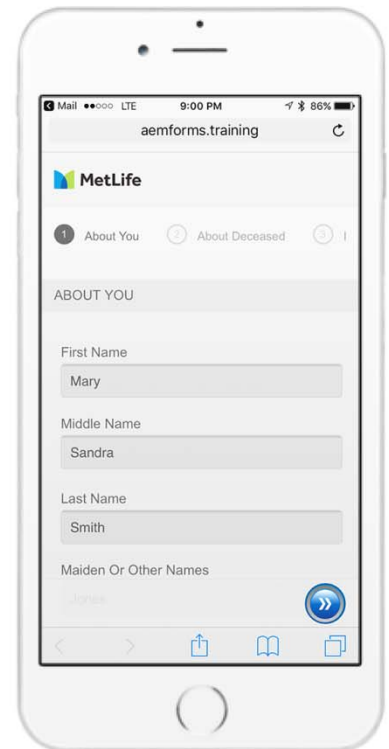 Mail LTE 9:00 PM 86%
aemforms.training
MetLife
1 About You 2 About Deceased 3
ABOUT YOU
First Name
Mary
Middle Name
Sandra
Last Name
Smith
Maiden Or Other Names
Jones